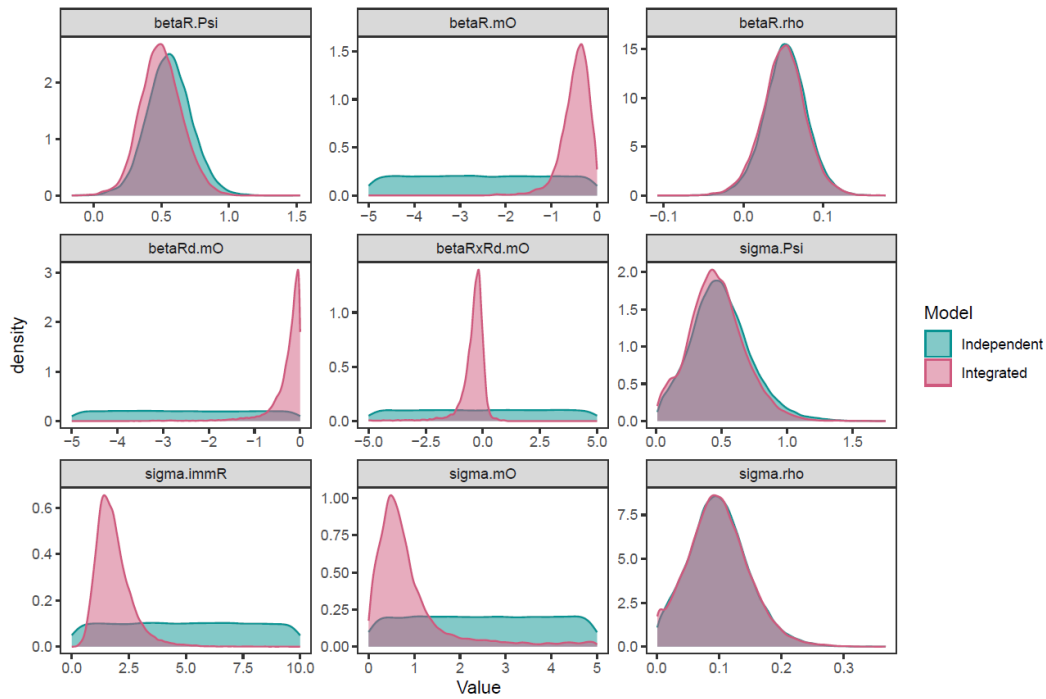 betaR.Psi
betaR.mO
betaR.rho
2
1
0
0.0 0.5 1.0 1.5
1.5
1.0
0.5
0.0
−5 −4 −3 −2 −1 0
15
10
5
0
−0.1 0.0 0.1
betaRd.mO
betaRxRd.mO
sigma.Psi
3
2
1
0
−5 −4 −3 −2 −1 0
1.0
0.5
0.0
−5.0 −2.5 0.0 2.5 5.0
2.0
1.5
1.0
0.5
0.0
0.0 0.5 1.0 1.5
sigma.immR
sigma.mO
sigma.rho
0.6
0.4
0.2
0.0
0.0 2.5 5.0 7.5 10.0
1.00
0.75
0.50
0.25
0.00
0 1 2 3 4 5
7.5
5.0
2.5
0.0
0.0 0.1 0.2 0.3
density
Value
Model
Independent
Integrated